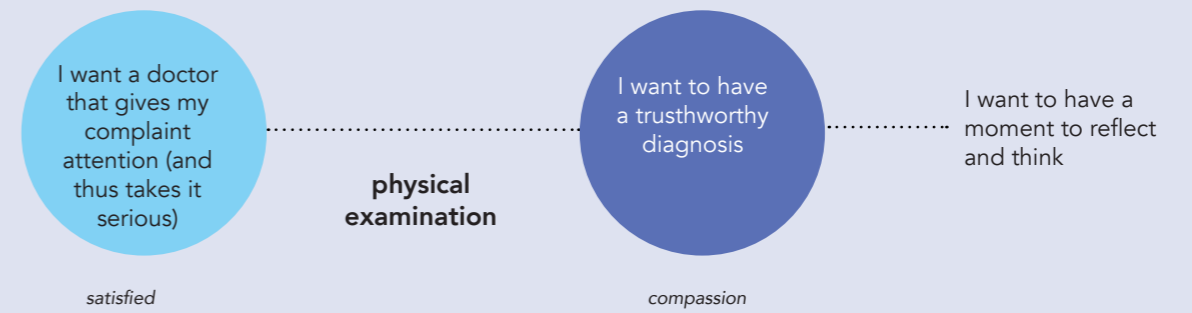 I want a doctor
that gives my
complaint
attention (and
thus takes it
serious)
physical
examination
I want to have
a trusthworthy
diagnosis
I want to have a
moment to reflect
and think
satisfied
compassion